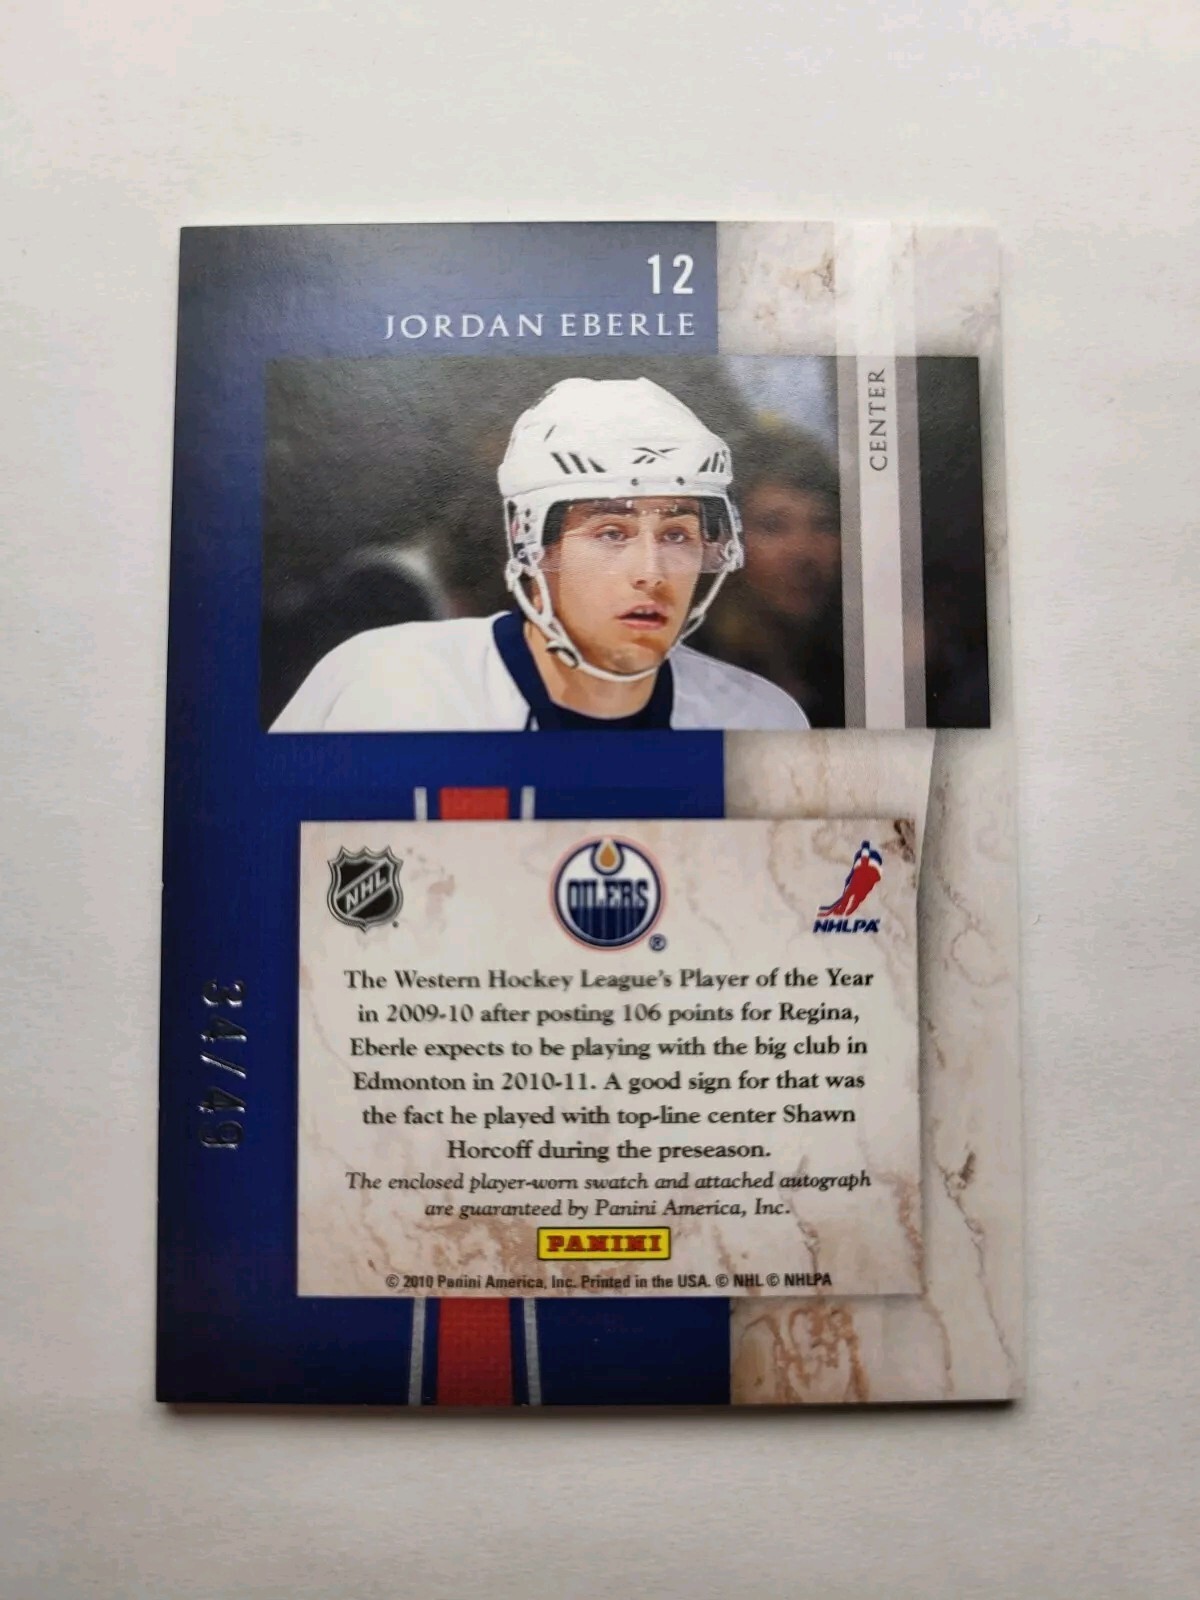 12
JORDAN EBERLE
CENTER
NHL
OILERS
®
NHLPA
The Western Hockey League's Player of the Year
in 2009-10 after posting 106 points for Regina,
Eberle expects to be playing with the big club in
Edmonton in 2010-11. A good sign for that was
the fact he played with top-line center Shawn
Horcoff during the preseason.
The enclosed player-worn swatch and attached autograph
are guaranteed by Panini America, Inc.
PANINI
© 2010 Panini America, Inc. Printed in the USA. © NHL © NHLPA
34/49